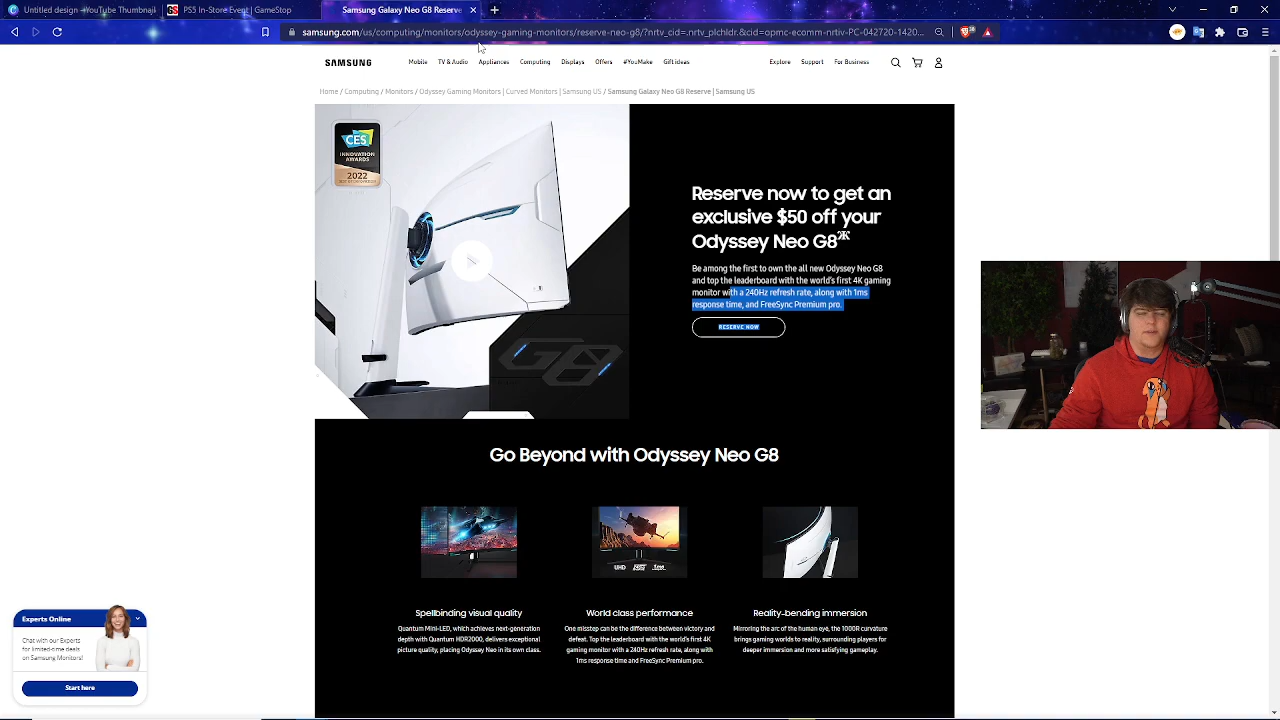 Untitled design - YouTube Thumbnail
PS5 In-Store Event | GameStop
Samsung Galaxy Neo G8 Reserve
samsung.com/us/computing/monitors/odyssey-gaming-monitors/reserve-neo-g8/?nrtv_cid=.nrtv_plchldr.&cid=opmc-ecomm-nrtiv-PC-042720-1420...
SAMSUNG
Mobile TV & Audio Appliances Computing Displays Offers #YouMake Gift ideas Explore Support For Business
Home / Computing / Monitors / Odyssey Gaming Monitors | Curved Monitors | Samsung US / Samsung Galaxy Neo G8 Reserve | Samsung US
CES
INNOVATION
AWARDS
2022
Reserve now to get an
exclusive $50 off your
Odyssey Neo G8Ж
Be among the first to own the all new Odyssey Neo G8
and top the leaderboard with the world's first 4K gaming
monitor with a 240Hz refresh rate, along with 1ms
response time, and FreeSync Premium pro.
RESERVE NOW
G8
Go Beyond with Odyssey Neo G8
UHD
Spellbinding visual quality
Quantum Mini-LED, which achieves next-generation
depth with Quantum HDR2000, delivers exceptional
picture quality, placing Odyssey Neo in its own class.
World class performance
One misstep can be the difference between victory and
defeat. Top the leaderboard with the world's first 4K
gaming monitor with a 240Hz refresh rate, along with
1ms response time and FreeSync Premium pro.
Reality-bending immersion
Mirroring the arc of the human eye, the 1000R curvature
brings gaming worlds to reality, surrounding players for
deeper immersion and more satisfying gameplay.
Experts Online
Chat with our Experts
for limited-time deals
on Samsung Monitors!
Start here